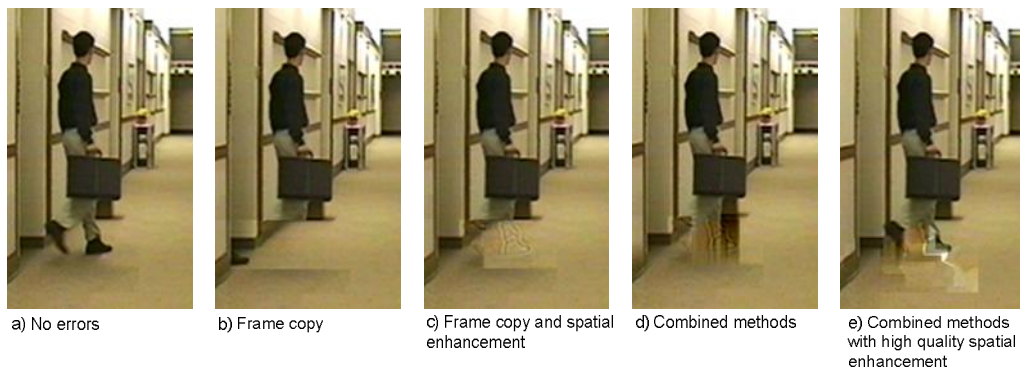 a) No errors
b) Frame copy
c) Frame copy and spatial
enhancement
d) Combined methods
e) Combined methods
with high quality spatial
enhancement